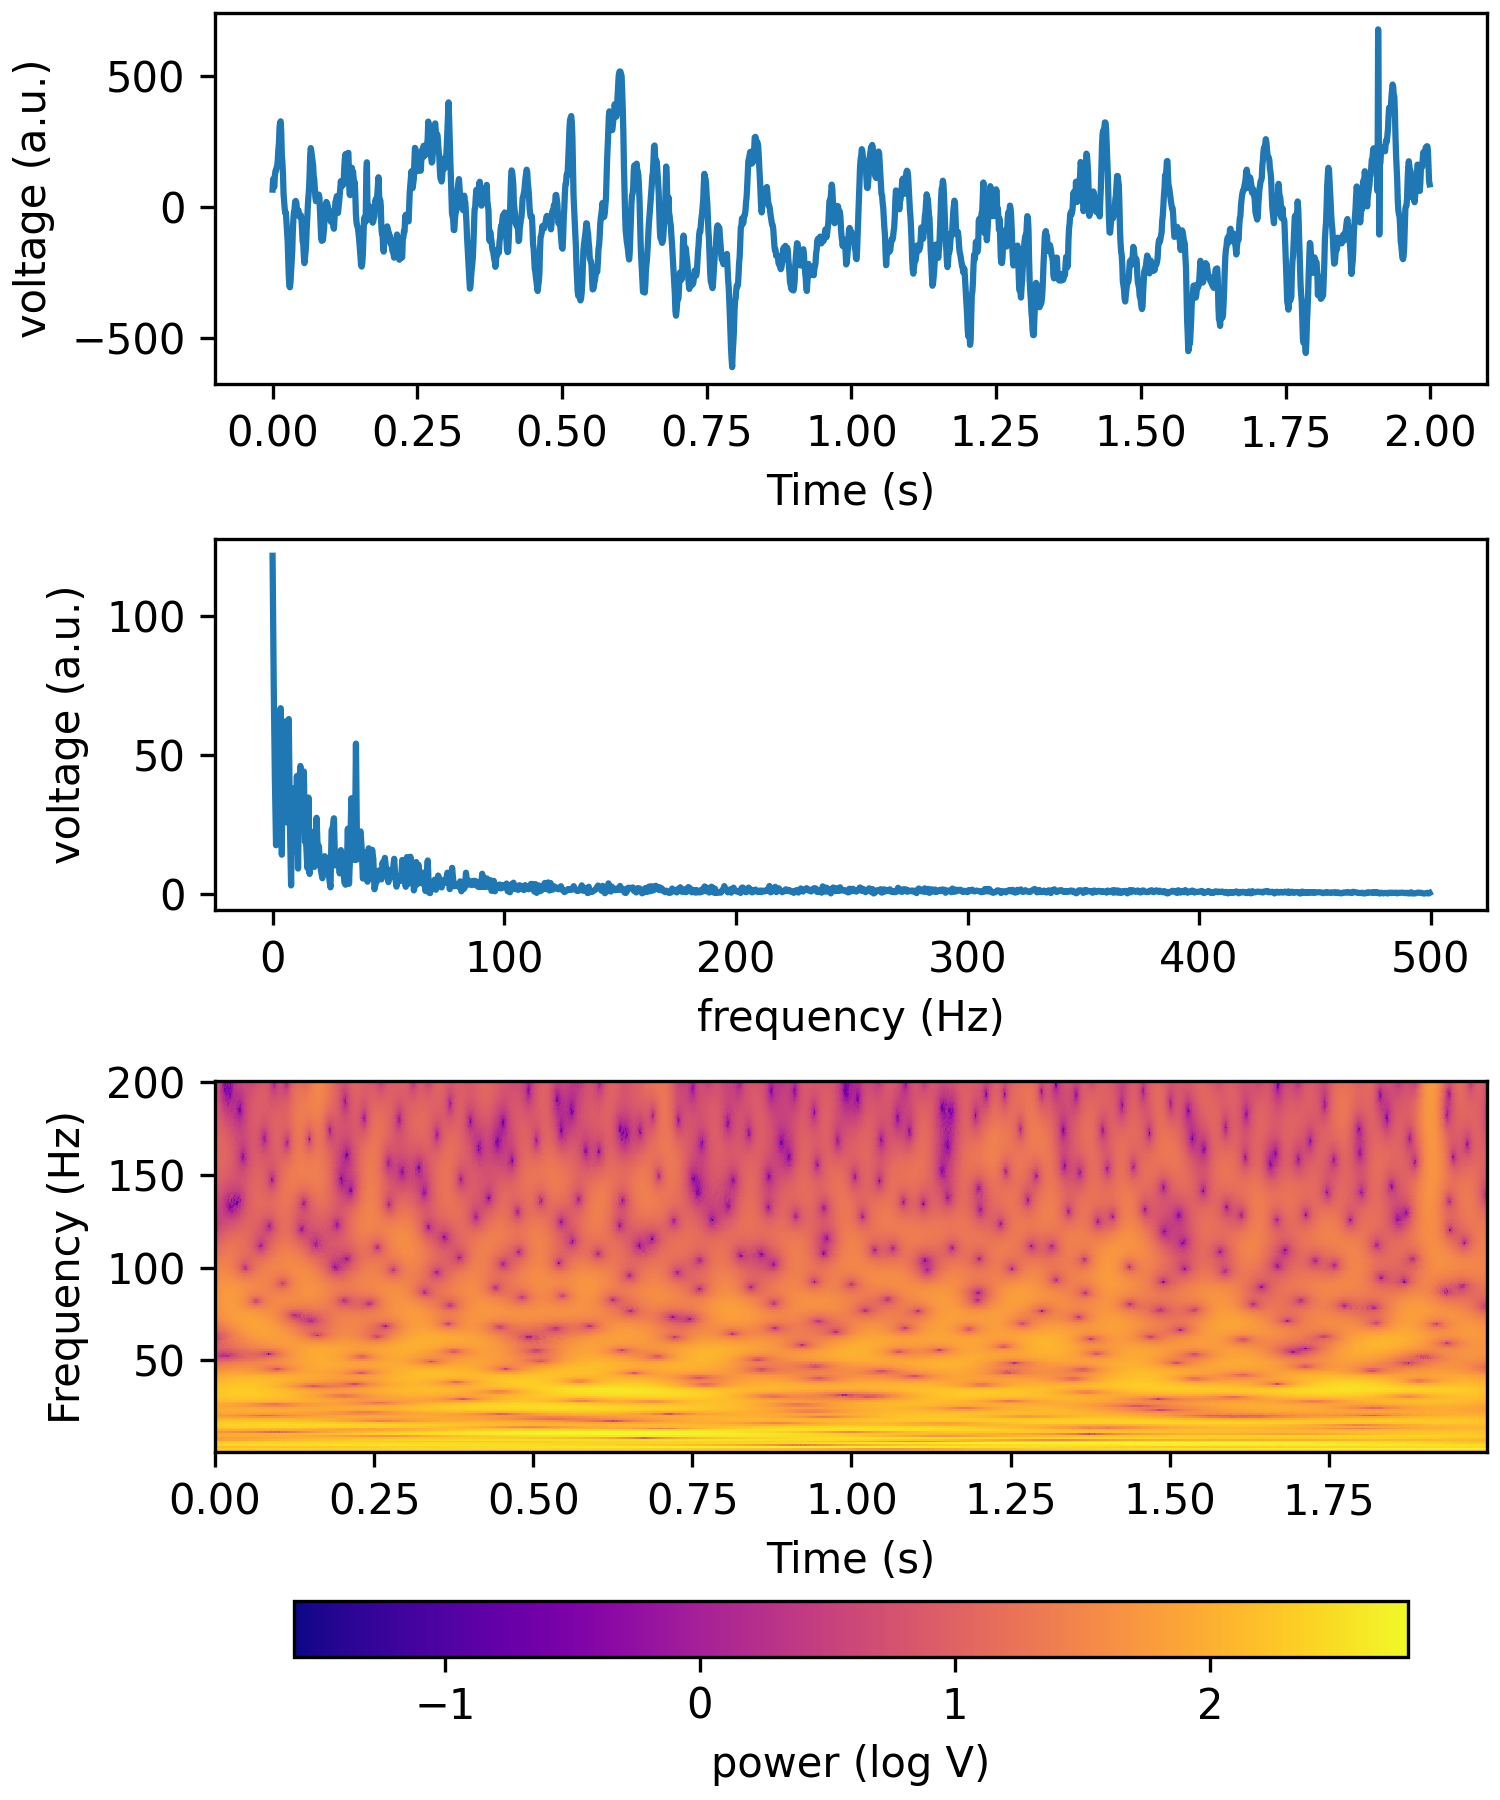 voltage (a.u.)
500
0
−500
0.00 0.25 0.50 0.75 1.00 1.25 1.50 1.75 2.00
Time (s)
voltage (a.u.)
100
50
0
0 100 200 300 400 500
frequency (Hz)
Frequency (Hz)
200
150
100
50
0.00 0.25 0.50 0.75 1.00 1.25 1.50 1.75
Time (s)
−1 0 1 2
power (log V)